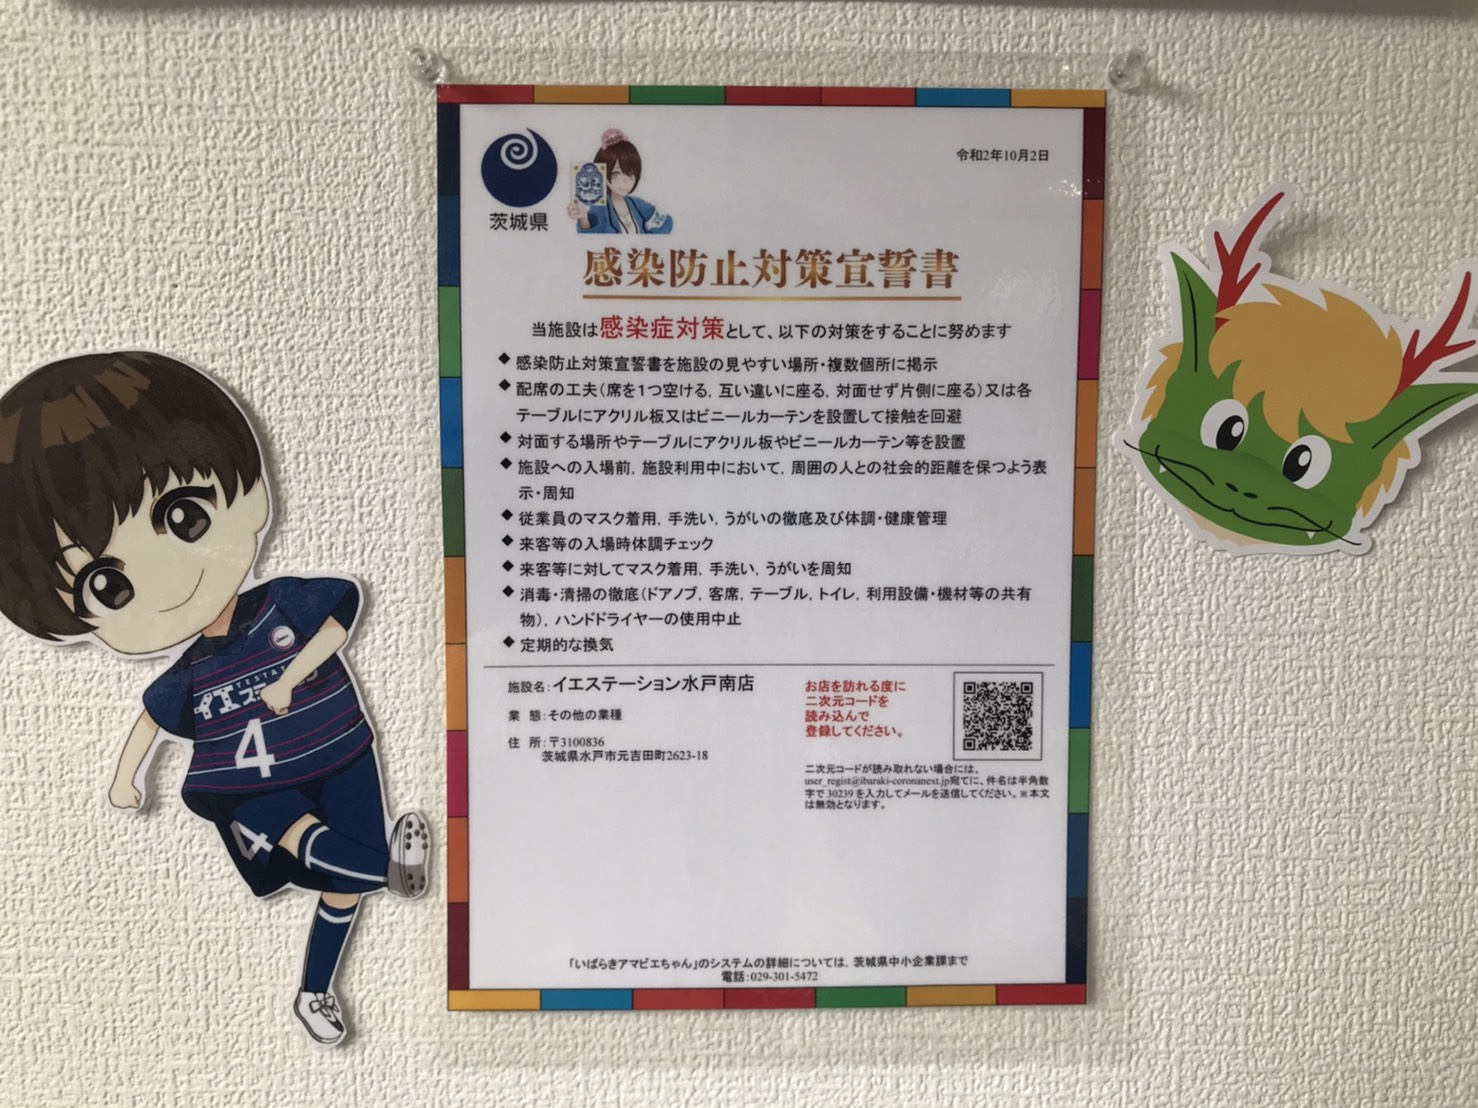 令和2年10月2日
茨城県
感染防止対策宣誓書
当施設は感染症対策として、以下の対策をすることに努めます
◆ 感染防止対策宣誓書を施設の見やすい場所・複数個所に掲示
◆ 配席の工夫（席を1つ空ける，互い違いに座る，対面せず片側に座る）又は各
テーブルにアクリル板又はビニールカーテンを設置して接触を回避
◆ 対面する場所やテーブルにアクリル板やビニールカーテン等を設置
◆ 施設への入場前，施設利用中において，周囲の人との社会的距離を保つよう表
示・周知
◆ 従業員のマスク着用，手洗い，うがいの徹底及び体調・健康管理
◆ 来客等の入場時体調チェック
◆ 来客等に対してマスク着用，手洗い，うがいを周知
◆ 消毒・清掃の徹底（ドアノブ，客席，テーブル，トイレ，利用設備・機材等の共有
物），ハンドドライヤーの使用中止
◆ 定期的な換気
施設名：イエステーション水戸南店
業　態：その他の業種
住　所：〒3100836
茨城県水戸市元吉田町2623-18
お店を訪れる度に
二次元コードを
読み込んで
登録してください。
二次元コードが読み取れない場合には、
user_regist@ibaraki-coronanext.jp宛てに、件名は半角数
字で 30239 を入力してメールを送信してください。※本文
は無効となります。
「いばらきアマビエちゃん」のシステムの詳細については，茨城県中小企業課まで
電話：029-301-5472
イエス
4
4